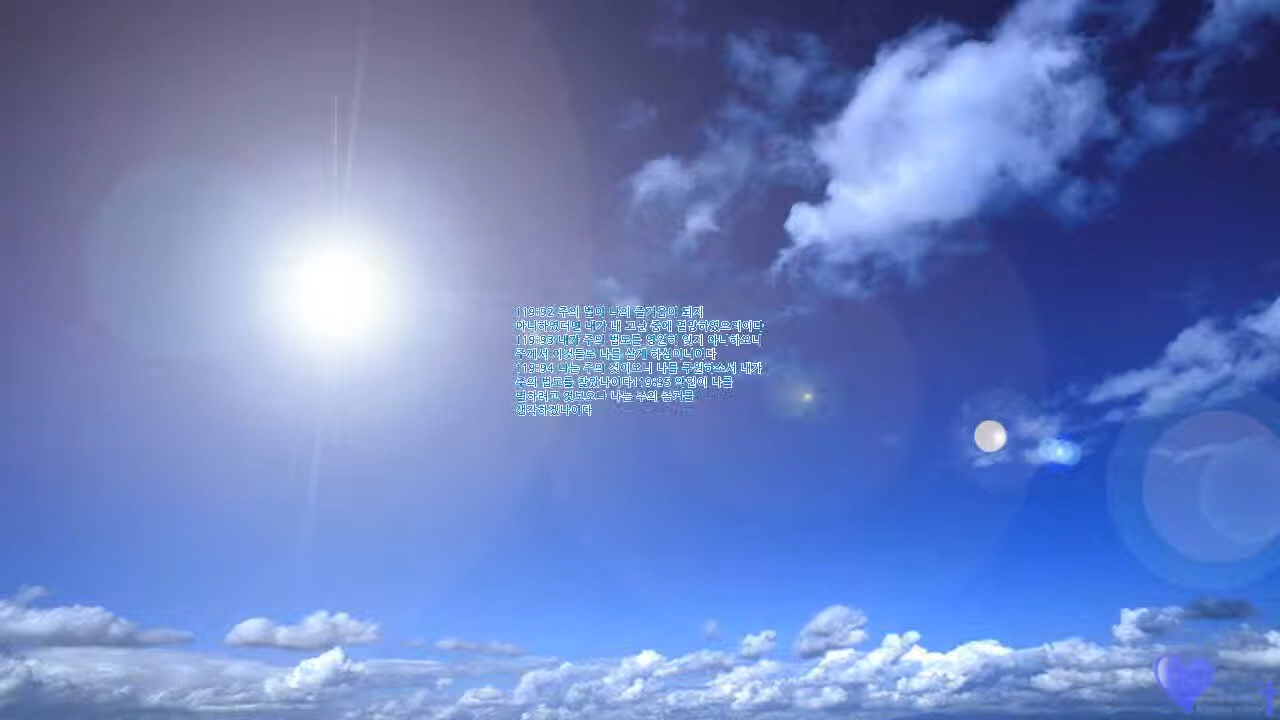 119:92 주의 법이 나의 즐거움이 되지
아니하였더면 내가 내 고난 중에 멸망하였으리이다
119:93 내가 주의 법도를 영원히 잊지 아니하오니
주께서 이것들로 나를 살게 하심이니이다
119:94 나는 주의 것이오니 나를 구원하소서 내가
주의 법도를 찾았나이다119:95 악인이 나를
멸하려고 엿보오나 나는 주의 증거를
생각하겠나이다